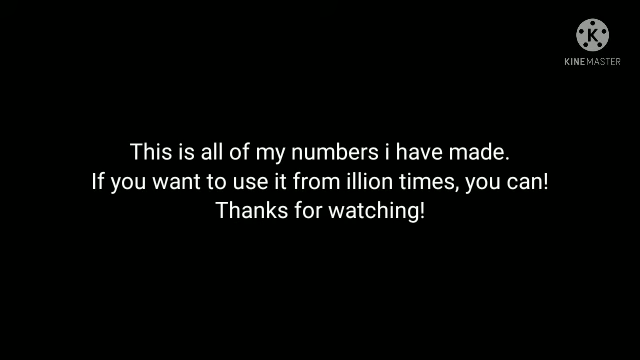 KINEMASTER
This is all of my numbers i have made.
If you want to use it from illion times, you can!
Thanks for watching!